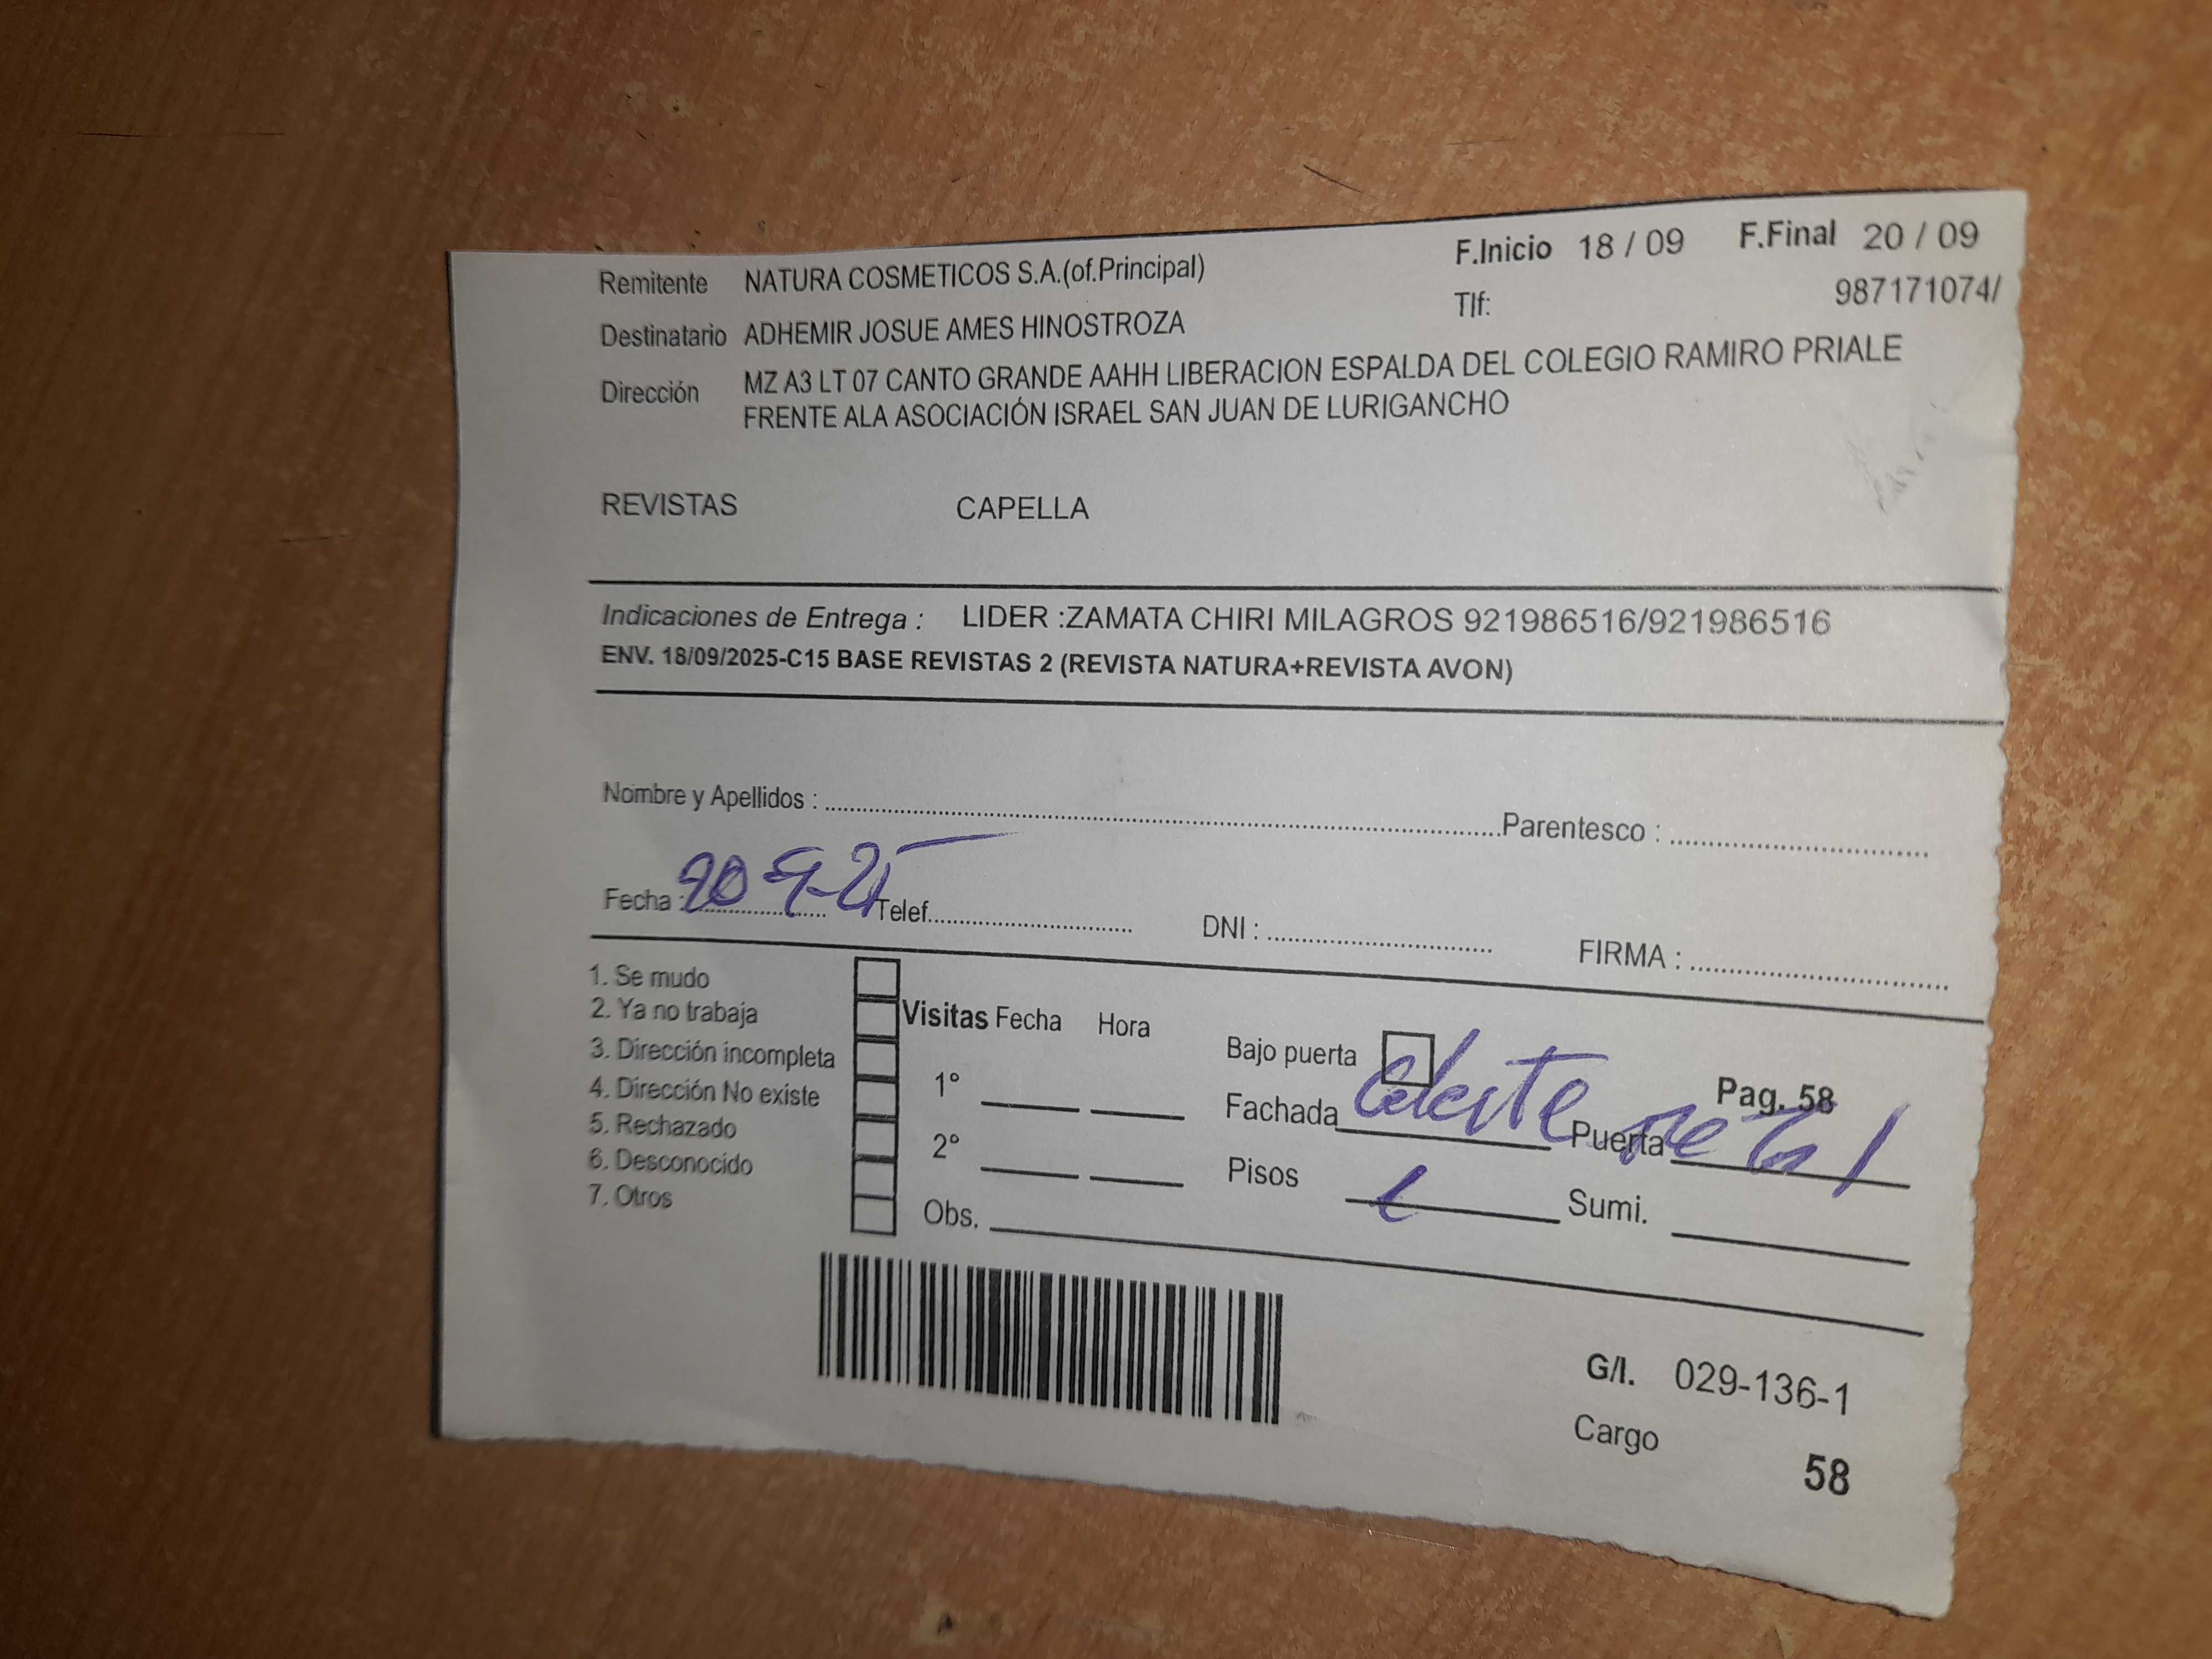 F.Inicio 18 / 09 F.Final 20 / 09
Remitente NATURA COSMETICOS S.A.(of.Principal)
Tlf: 987171074/
Destinatario ADHEMIR JOSUE AMES HINOSTROZA
Dirección MZ A3 LT 07 CANTO GRANDE AAHH LIBERACION ESPALDA DEL COLEGIO RAMIRO PRIALE
FRENTE ALA ASOCIACIÓN ISRAEL SAN JUAN DE LURIGANCHO
REVISTAS CAPELLA
Indicaciones de Entrega : LIDER :ZAMATA CHIRI MILAGROS 921986516/921986516
ENV. 18/09/2025-C15 BASE REVISTAS 2 (REVISTA NATURA+REVISTA AVON)
Nombre y Apellidos : Parentesco :
Fecha : 20 9-25 Telef. DNI : FIRMA :
1. Se mudo
2. Ya no trabaja
3. Dirección incompleta
4. Dirección No existe
5. Rechazado
6. Desconocido
7. Otros
Visitas Fecha Hora
1°
2°
Obs.
Bajo puerta
Pag. 58
Fachada Celeste Puerta metal
Pisos Sumi.
G/I. 029-136-1
Cargo 58